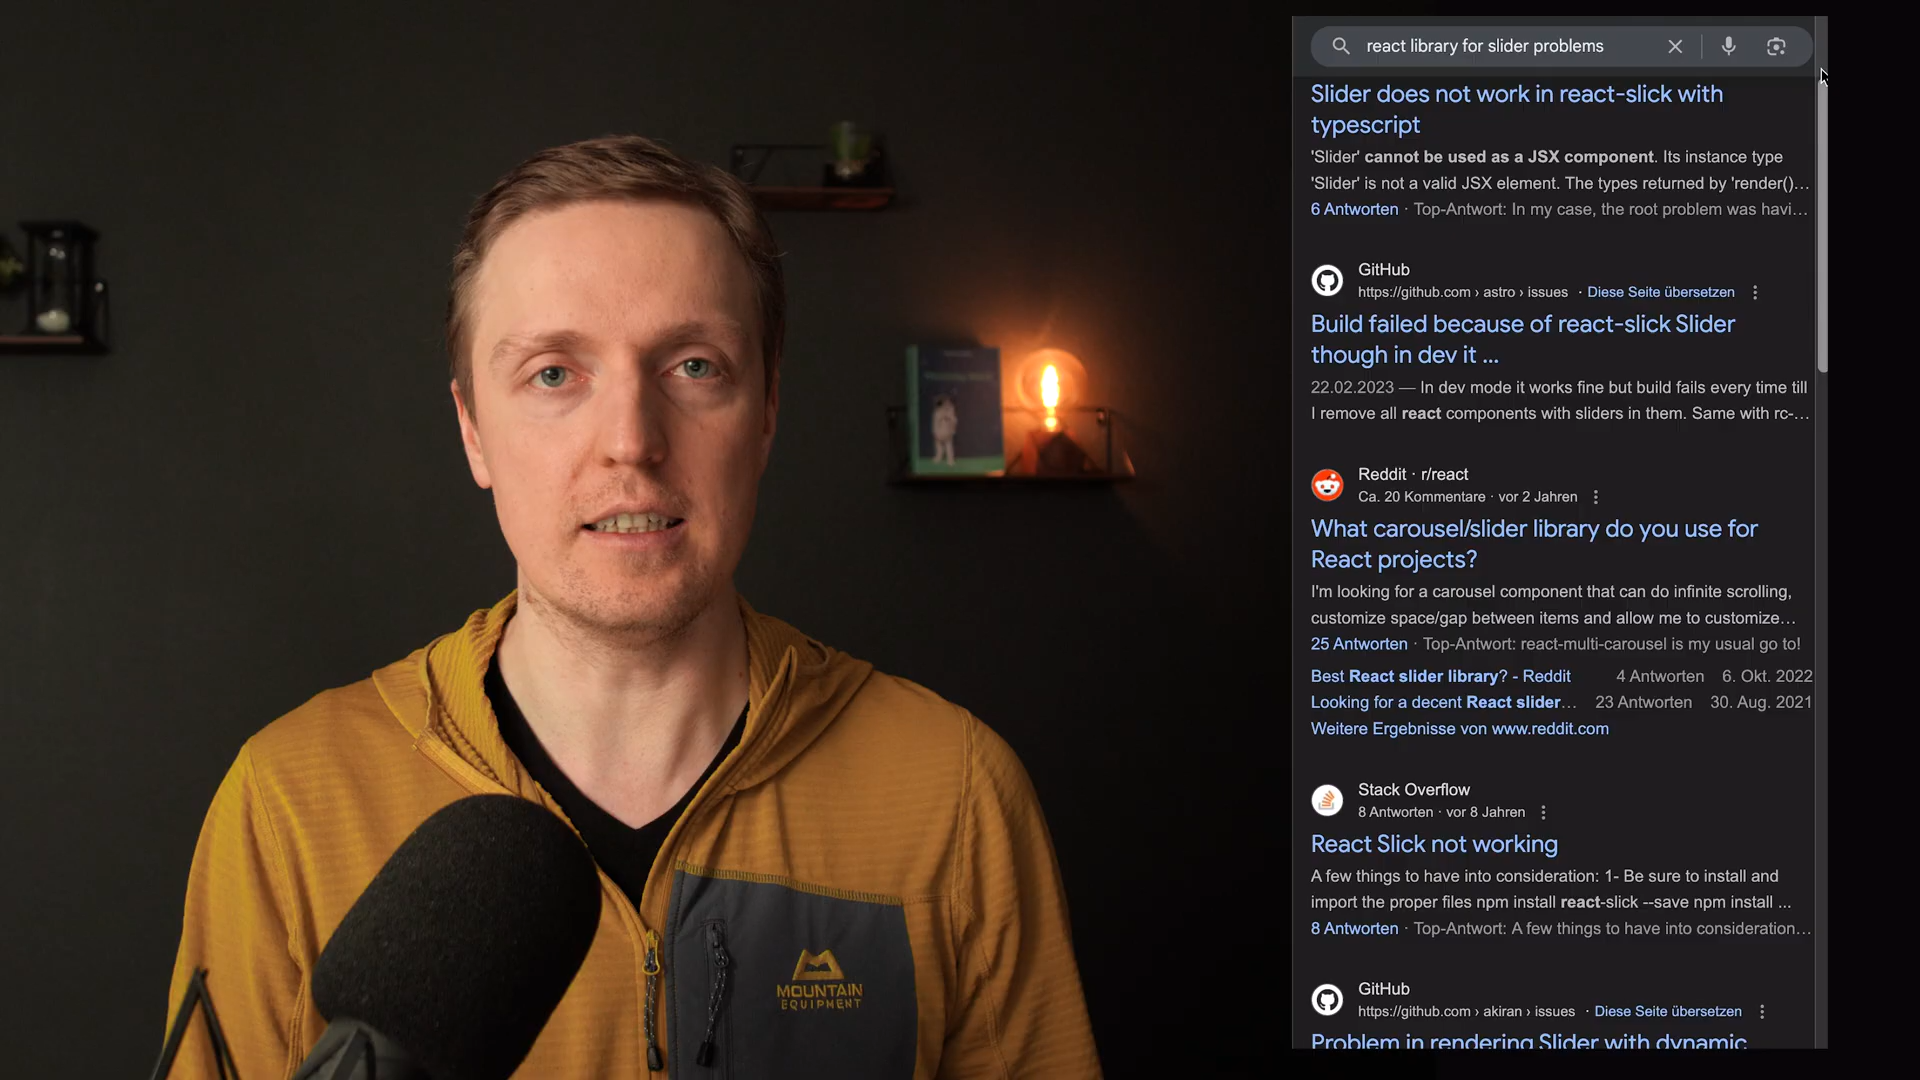 react library for slider problems
Slider does not work in react-slick with
typescript
'Slider' cannot be used as a JSX component. Its instance type
'Slider' is not a valid JSX element. The types returned by 'render()...
6 Antworten · Top-Antwort: In my case, the root problem was havi...
GitHub
https://github.com › astro › issues · Diese Seite übersetzen
Build failed because of react-slick Slider
though in dev it ...
22.02.2023 — In dev mode it works fine but build fails every time till
I remove all react components with sliders in them. Same with rc-...
Reddit · r/react
Ca. 20 Kommentare · vor 2 Jahren
What carousel/slider library do you use for
React projects?
I'm looking for a carousel component that can do infinite scrolling,
customize space/gap between items and allow me to customize...
25 Antworten · Top-Antwort: react-multi-carousel is my usual go to!
Best React slider library? - Reddit 4 Antworten 6. Okt. 2022
Looking for a decent React slider... 23 Antworten 30. Aug. 2021
Weitere Ergebnisse von www.reddit.com
Stack Overflow
8 Antworten · vor 8 Jahren
React Slick not working
A few things to have into consideration: 1- Be sure to install and
import the proper files npm install react-slick --save npm install ...
8 Antworten · Top-Antwort: A few things to have into consideration...
GitHub
https://github.com › akiran › issues · Diese Seite übersetzen
Problem in rendering Slider with dynamic
MOUNTAIN
EQUIPMENT